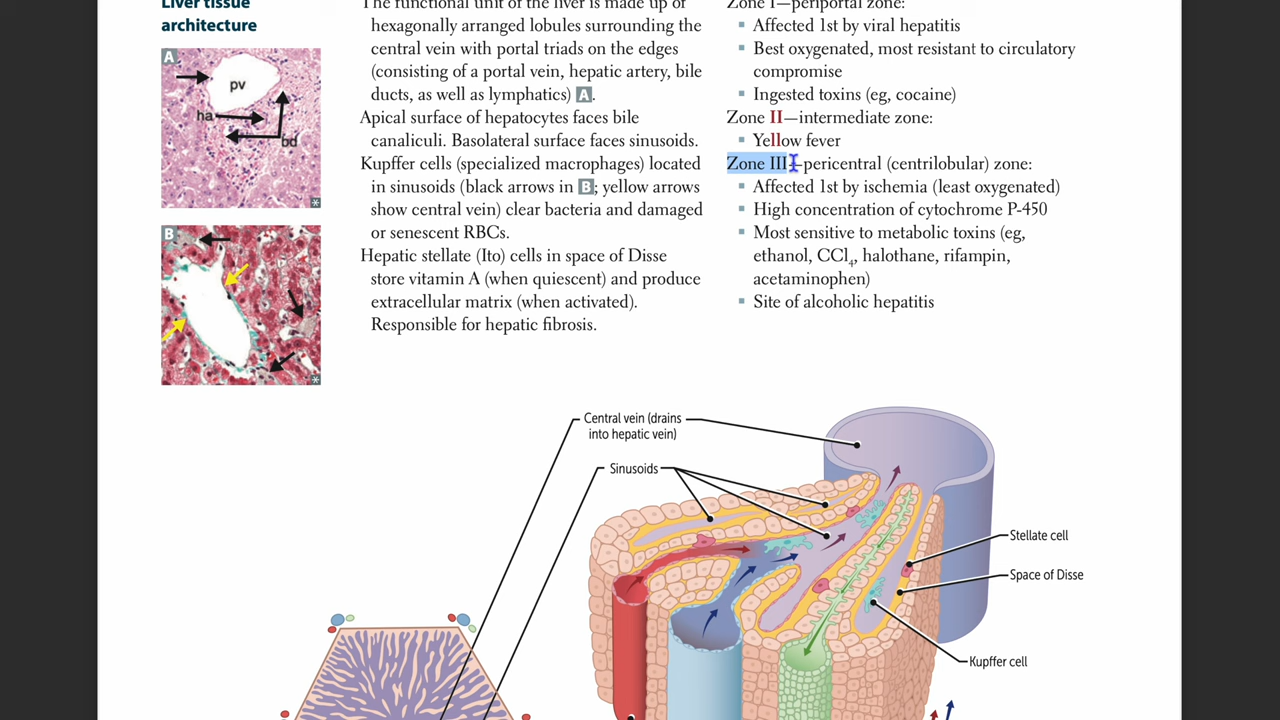 Liver tissue
architecture
A
pv
ha
bd
B
The functional unit of the liver is made up of
hexagonally arranged lobules surrounding the
central vein with portal triads on the edges
(consisting of a portal vein, hepatic artery, bile
ducts, as well as lymphatics) A.
Apical surface of hepatocytes faces bile
canaliculi. Basolateral surface faces sinusoids.
Kupffer cells (specialized macrophages) located
in sinusoids (black arrows in B; yellow arrows
show central vein) clear bacteria and damaged
or senescent RBCs.
Hepatic stellate (Ito) cells in space of Disse
store vitamin A (when quiescent) and produce
extracellular matrix (when activated).
Responsible for hepatic fibrosis.
Zone I—periportal zone:
▪ Affected 1st by viral hepatitis
▪ Best oxygenated, most resistant to circulatory
compromise
▪ Ingested toxins (eg, cocaine)
Zone II—intermediate zone:
▪ Yellow fever
Zone III—pericentral (centrilobular) zone:
▪ Affected 1st by ischemia (least oxygenated)
▪ High concentration of cytochrome P-450
▪ Most sensitive to metabolic toxins (eg,
ethanol, CCl4, halothane, rifampin,
acetaminophen)
▪ Site of alcoholic hepatitis
Central vein (drains
into hepatic vein)
Sinusoids
Stellate cell
Space of Disse
Kupffer cell